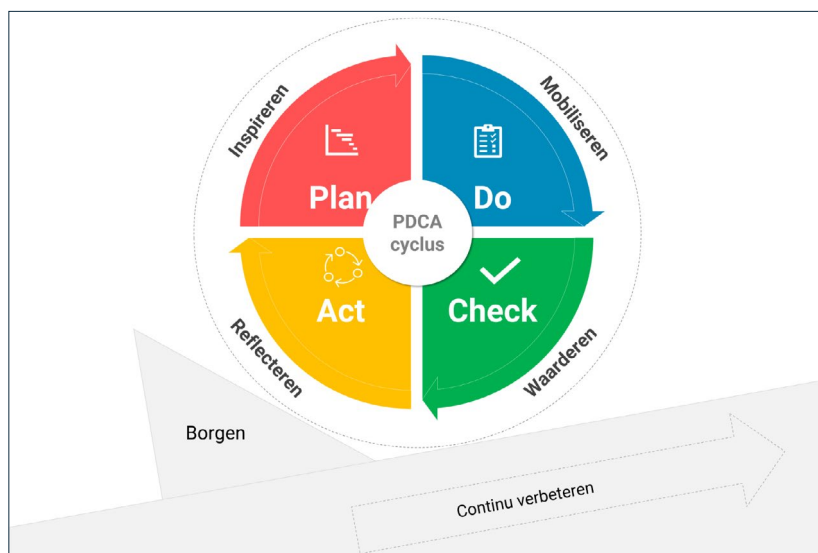 Inspireren
Mobiliseren
Plan
Do
PDCA
cyclus
Act
Check
Reflecteren
Waarderen
Borgen
Continu verbeteren